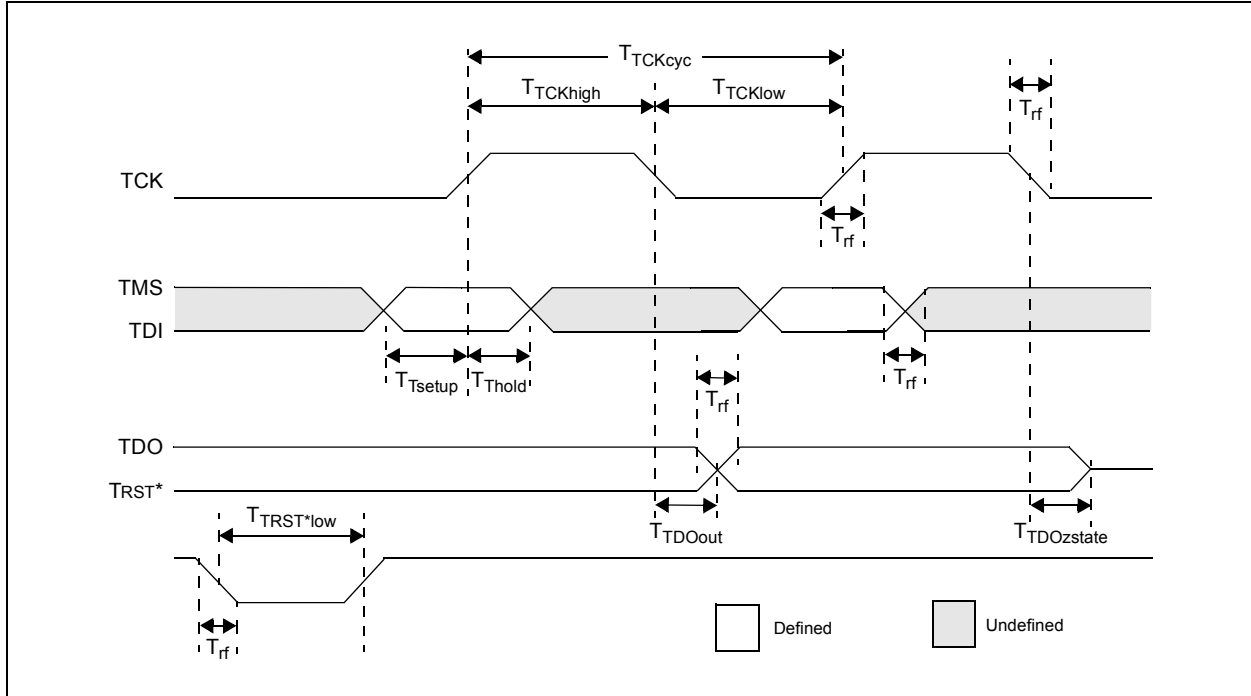 TTCKcyc
TTCKhigh
TTCKlow
Trf
TCK
Trf
TMS
TDI
TTsetup
TThold
Trf
Trf
TDO
TRST*
TTRST*low
TTDOout
TTDOzstate
Trf
Defined
Undefined